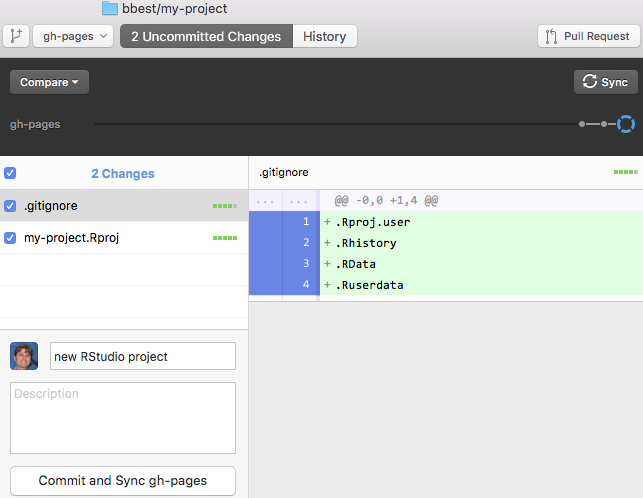 bbest/my-project
gh-pages 2 Uncommitted Changes History Pull Request
Compare Sync
gh-pages
2 Changes .gitignore
.gitignore ... ... @@ -0,0 +1,4 @@
1 + .Rproj.user
my-project.Rproj 2 + .Rhistory
3 + .RData
4 + .Ruserdata
new RStudio project
Description
Commit and Sync gh-pages